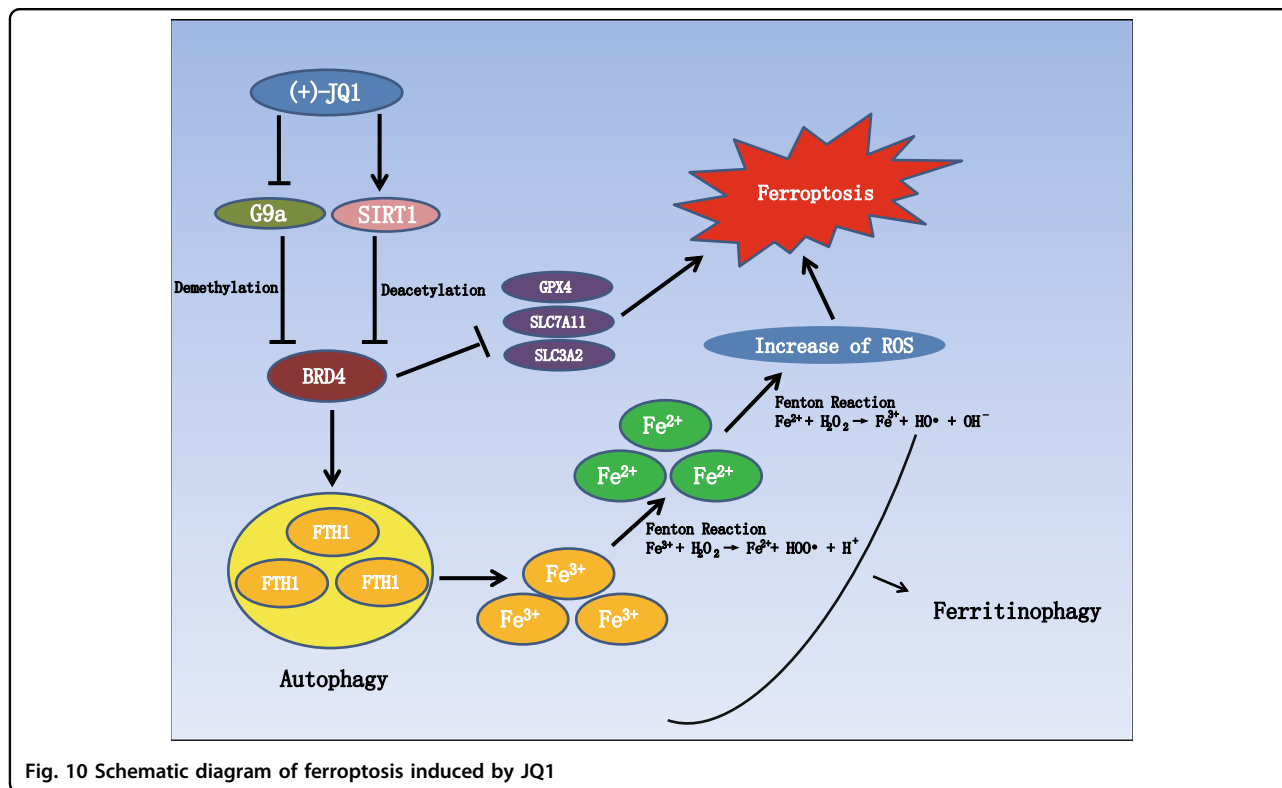 (+)-JQ1
G9a
SIRT1
Demethylation
Deacetylation
BRD4
GPX4
SLC7A11
SLC3A2
Ferroptosis
Increase of ROS
Fenton Reaction
Fe²⁺ + H₂O₂ → Fe³⁺ + HO• + OH⁻
Fe²⁺
Fe²⁺
Fe²⁺
Fenton Reaction
Fe³⁺ + H₂O₂ → Fe²⁺ + HOO• + H⁺
FTH1
FTH1
FTH1
Fe³⁺
Fe³⁺
Fe³⁺
Autophagy
Ferritinophagy
Fig. 10 Schematic diagram of ferroptosis induced by JQ1